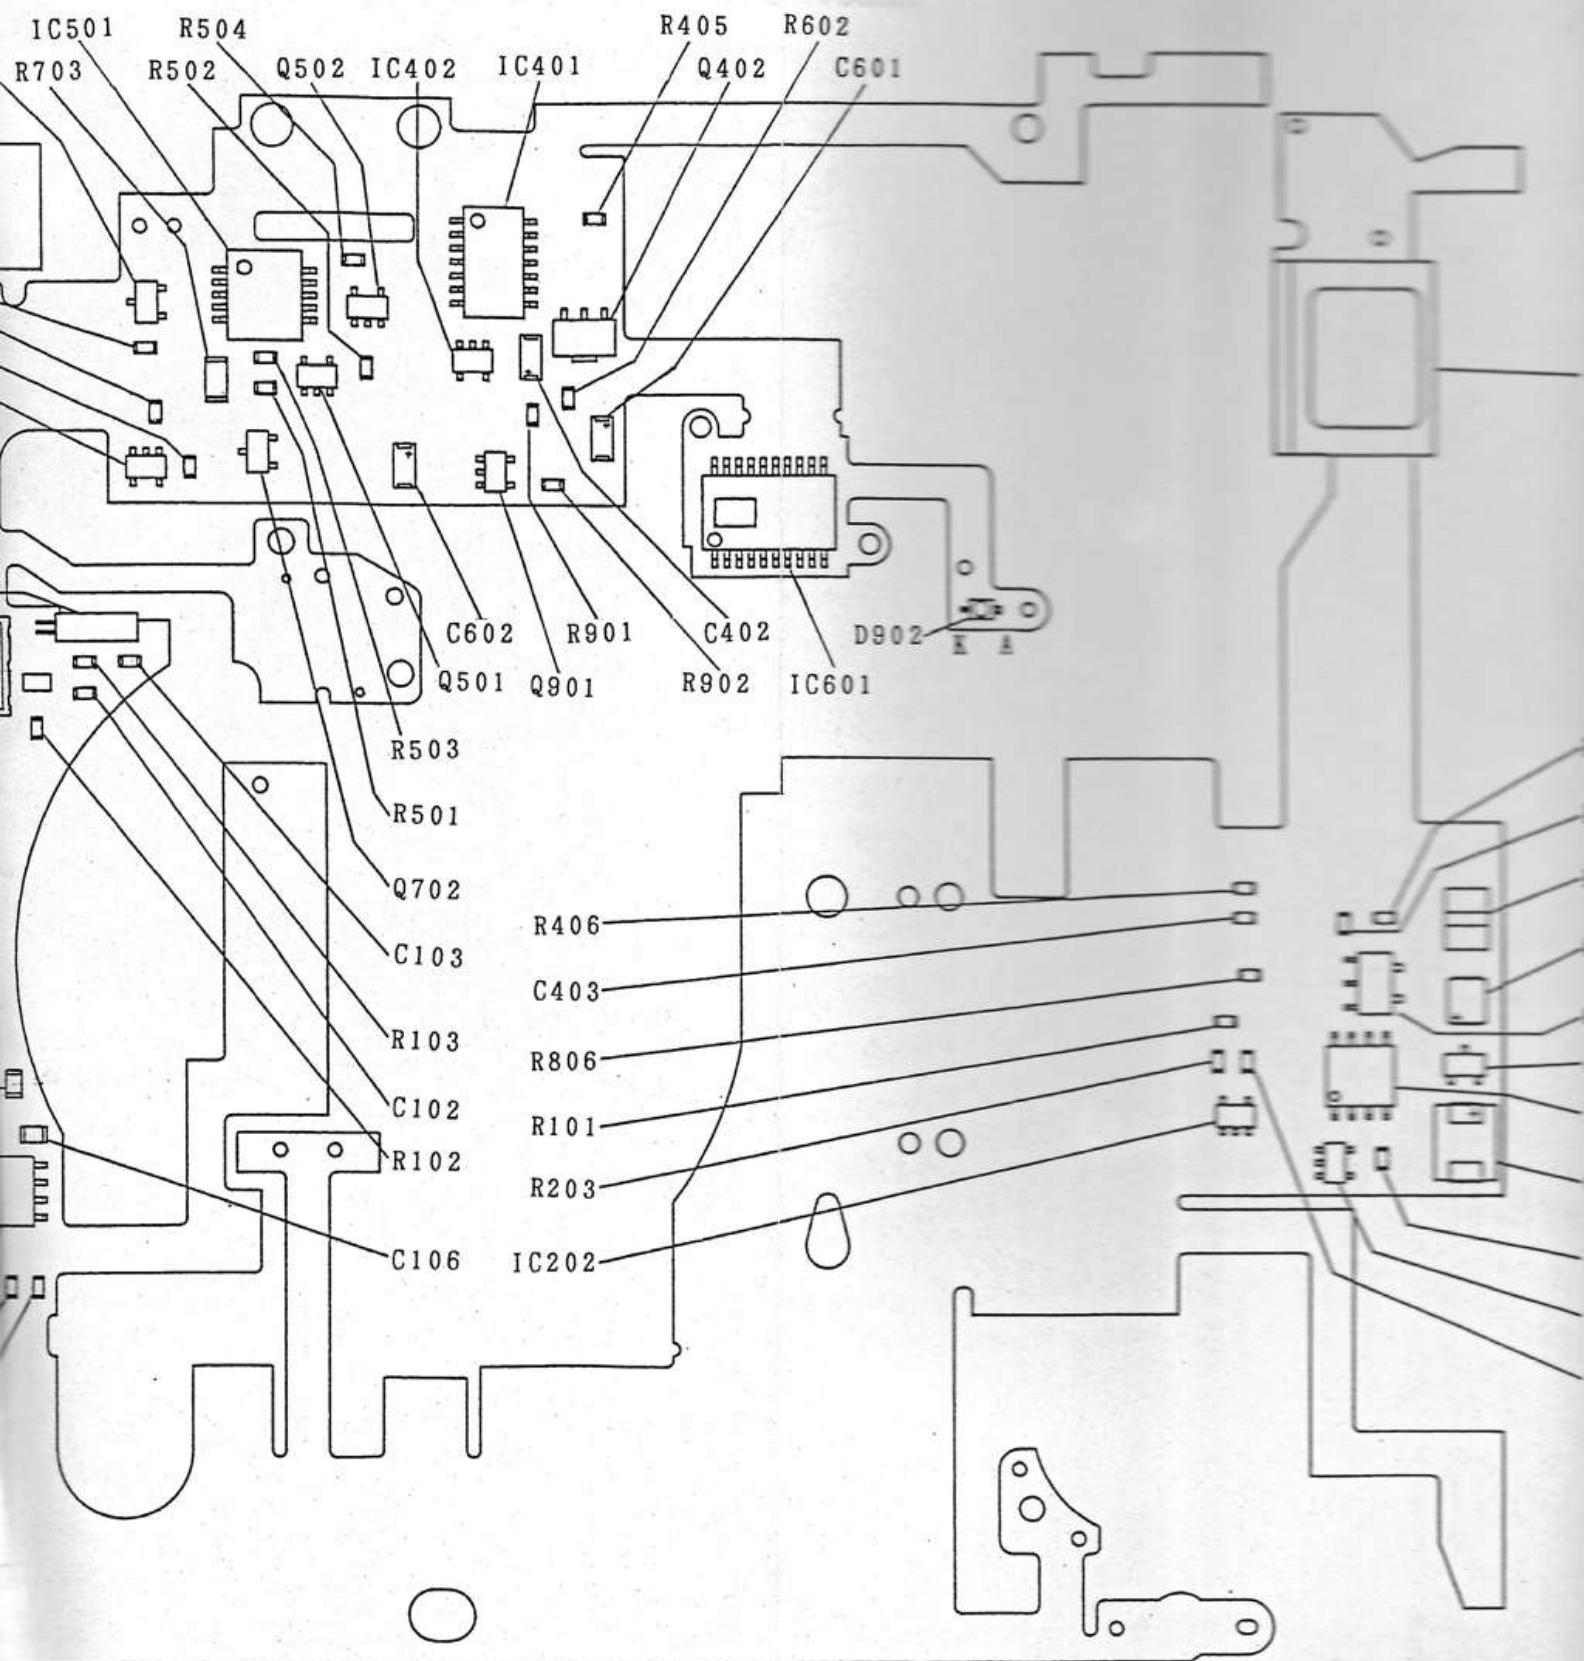 IC501 R504 R405 R602
R703 R502 Q502 IC402 IC401 Q402 C601
C602 R901 C402 D902
K A
Q501 Q901 R902 IC601
R503
R501
Q702
R406
C103
C403
R103
R806
C102
R101
R102
R203
C106 IC202